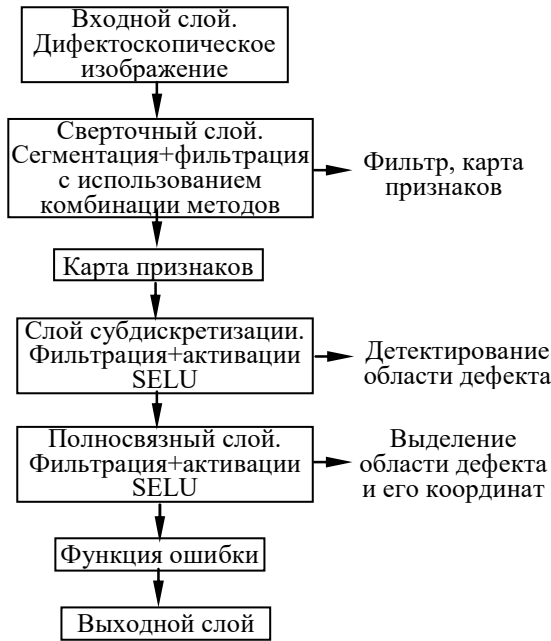 Входной слой.
Дифектоскопическое
изображение
Сверточный слой.
Сегментация+фильтрация
с использованием
комбинации методов
Фильтр, карта
признаков
Карта признаков
Слой субдискретизации.
Фильтрация+активации
SELU
Детектирование
области дефекта
Полносвязный слой.
Фильтрация+активации
SELU
Выделение
области дефекта
и его координат
Функция ошибки
Выходной слой